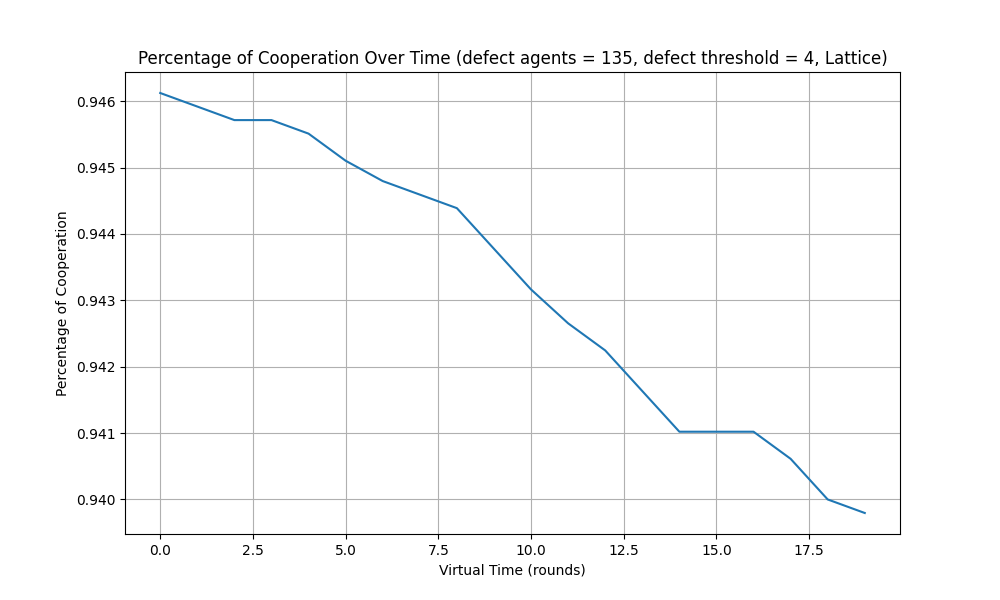 Percentage of Cooperation Over Time (defect agents = 135, defect threshold = 4, Lattice)
Percentage of Cooperation
0.946
0.945
0.944
0.943
0.942
0.941
0.940
0.0 2.5 5.0 7.5 10.0 12.5 15.0 17.5
Virtual Time (rounds)